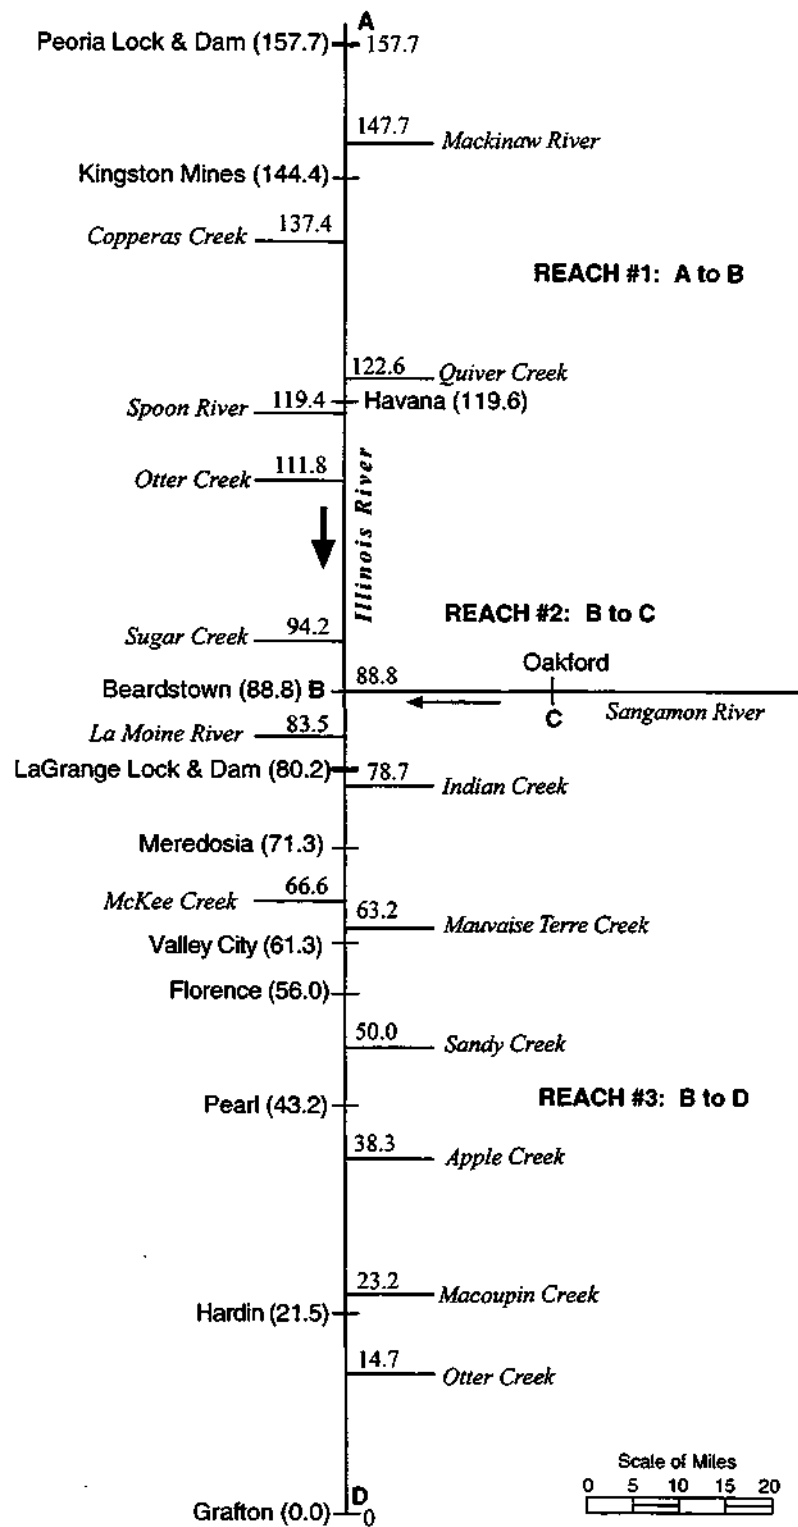 A
Peoria Lock & Dam (157.7) 157.7
147.7
Mackinaw River
Kingston Mines (144.4)
137.4
Copperas Creek
REACH #1: A to B
122.6
Quiver Creek
Spoon River 119.4 Havana (119.6)
111.8
Otter Creek
Illinois River
REACH #2: B to C
Sugar Creek 94.2
Oakford
Beardstown (88.8) B 88.8
C Sangamon River
La Moine River 83.5
LaGrange Lock & Dam (80.2) 78.7
Indian Creek
Meredosia (71.3)
66.6
McKee Creek
63.2
Mauvaise Terre Creek
Valley City (61.3)
Florence (56.0)
50.0
Sandy Creek
Pearl (43.2)
REACH #3: B to D
38.3
Apple Creek
23.2
Macoupin Creek
Hardin (21.5)
14.7
Otter Creek
Scale of Miles
0 5 10 15 20
D
Grafton (0.0) 0